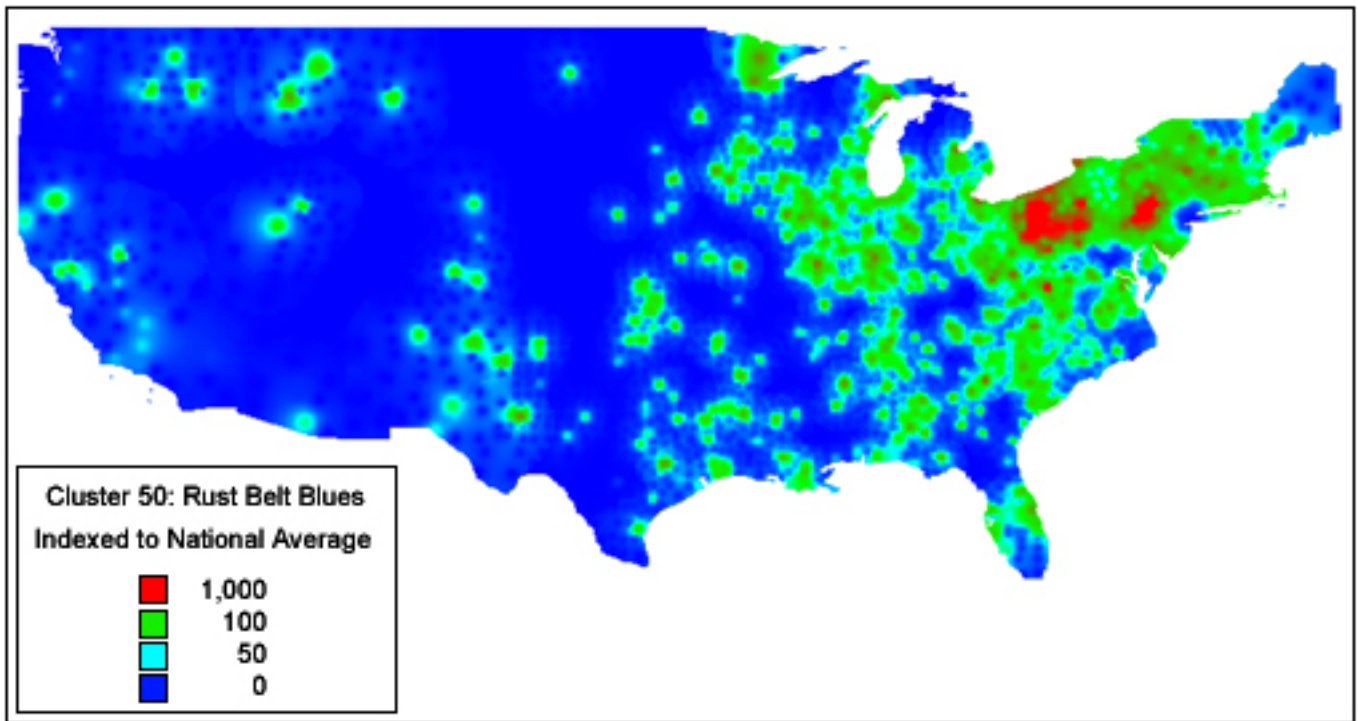 Cluster 50: Rust Belt Blues
Indexed to National Average
1,000
100
50
0